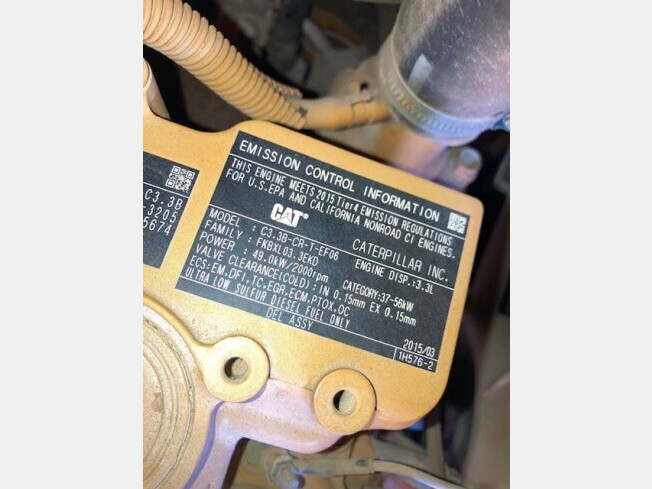 EMISSION CONTROL INFORMATION
THIS ENGINE MEETS 2015 Tier4 EMISSION REGULATIONS
FOR U.S.EPA AND CALIFORNIA NONROAD CI ENGINES.
CAT CATERPILLAR INC.
MODEL : C3.3B-CR-T-EF06 ENGINE DISP.:3.3L
FAMILY : FKBXL03.3EKD
POWER : 49.0kW/2000rpm CATEGORY:37-56kW
VALVE CLEARANCE(COLD):IN 0.15mm EX 0.15mm
ECS:EM,DFI,TC,EGR,ECM,PTOX,OC
ULTRA LOW SULFUR DIESEL FUEL ONLY
DEL ASSY 2015/03
1H576-2
C3.3B
-3205
5674